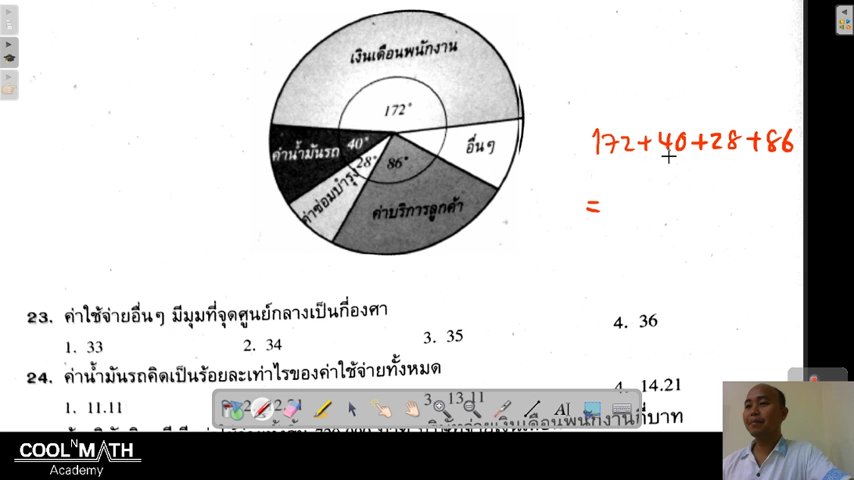 เงินเดือนพนักงาน
172°
172+40+28+86
ค่าน้ำมันรถ 40°
อื่นๆ
28° 86°
ค่าซ่อมบำรุง
ค่าบริการลูกค้า
=
23. ค่าใช้จ่ายอื่นๆ มีมุมที่จุดศูนย์กลางเป็นกี่องศา
1. 33 2. 34 3. 35 4. 36
24. ค่าน้ำมันรถคิดเป็นร้อยละเท่าไรของค่าใช้จ่ายทั้งหมด
1. 11.11 13.11 4. 14.21
COOL N MATH
Academy